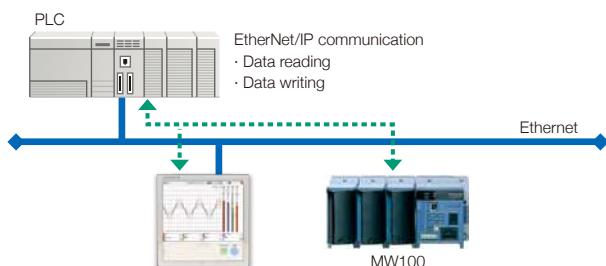 PLC
EtherNet/IP communication
· Data reading
· Data writing
Ethernet
MW100